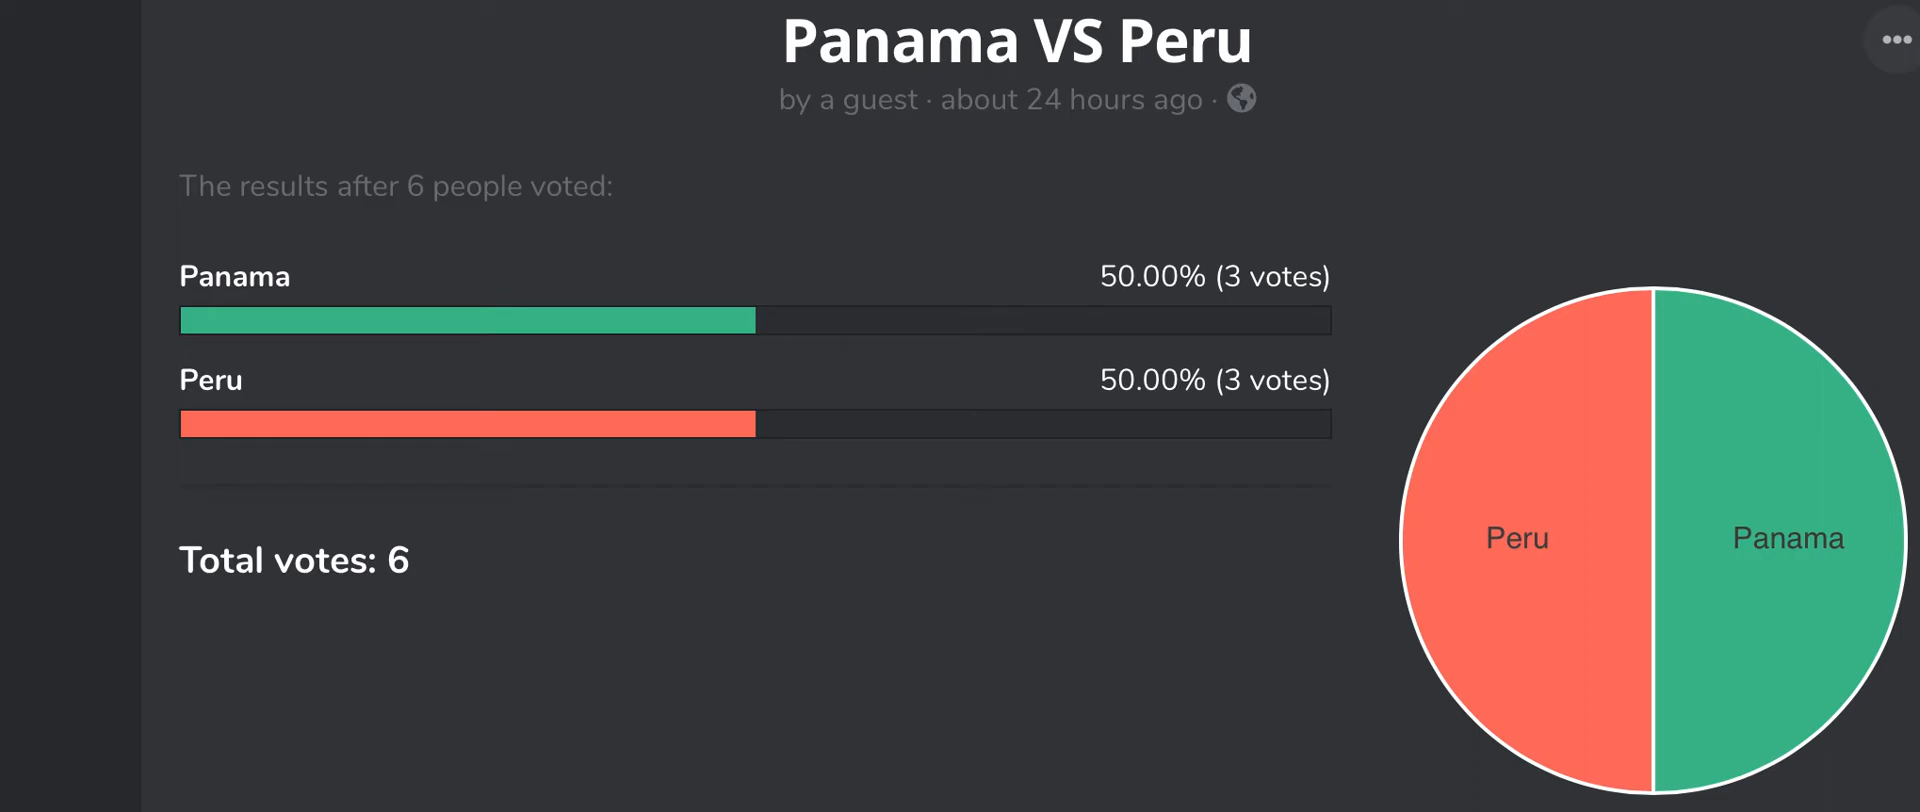 Panama VS Peru
by a guest · about 24 hours ago ·
The results after 6 people voted:
Panama 50.00% (3 votes)
Peru 50.00% (3 votes)
Total votes: 6
Peru
Panama